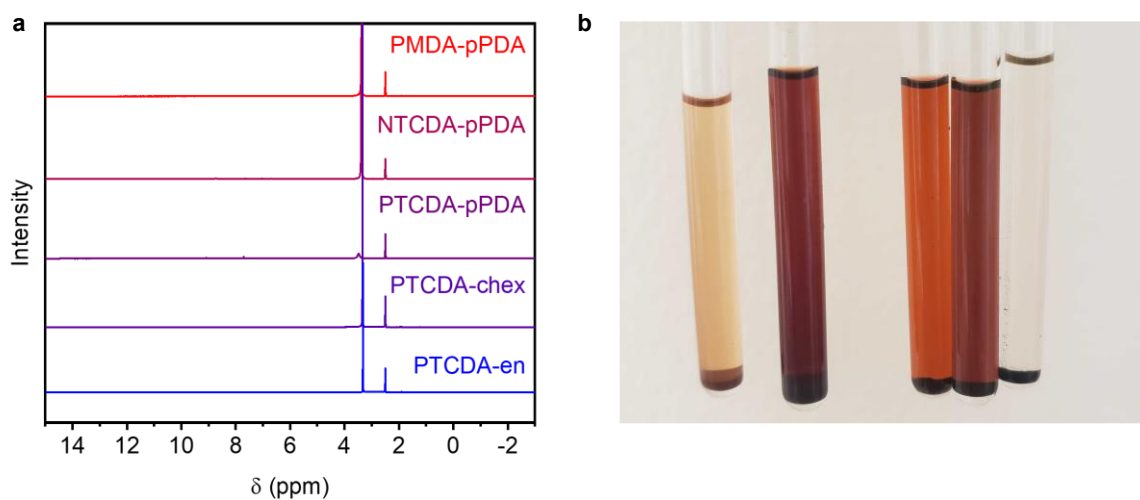 a
PMDA-pPDA
NTCDA-pPDA
PTCDA-pPDA
PTCDA-chex
PTCDA-en
Intensity
14 12 10 8 6 4 2 0 -2
δ (ppm)
b